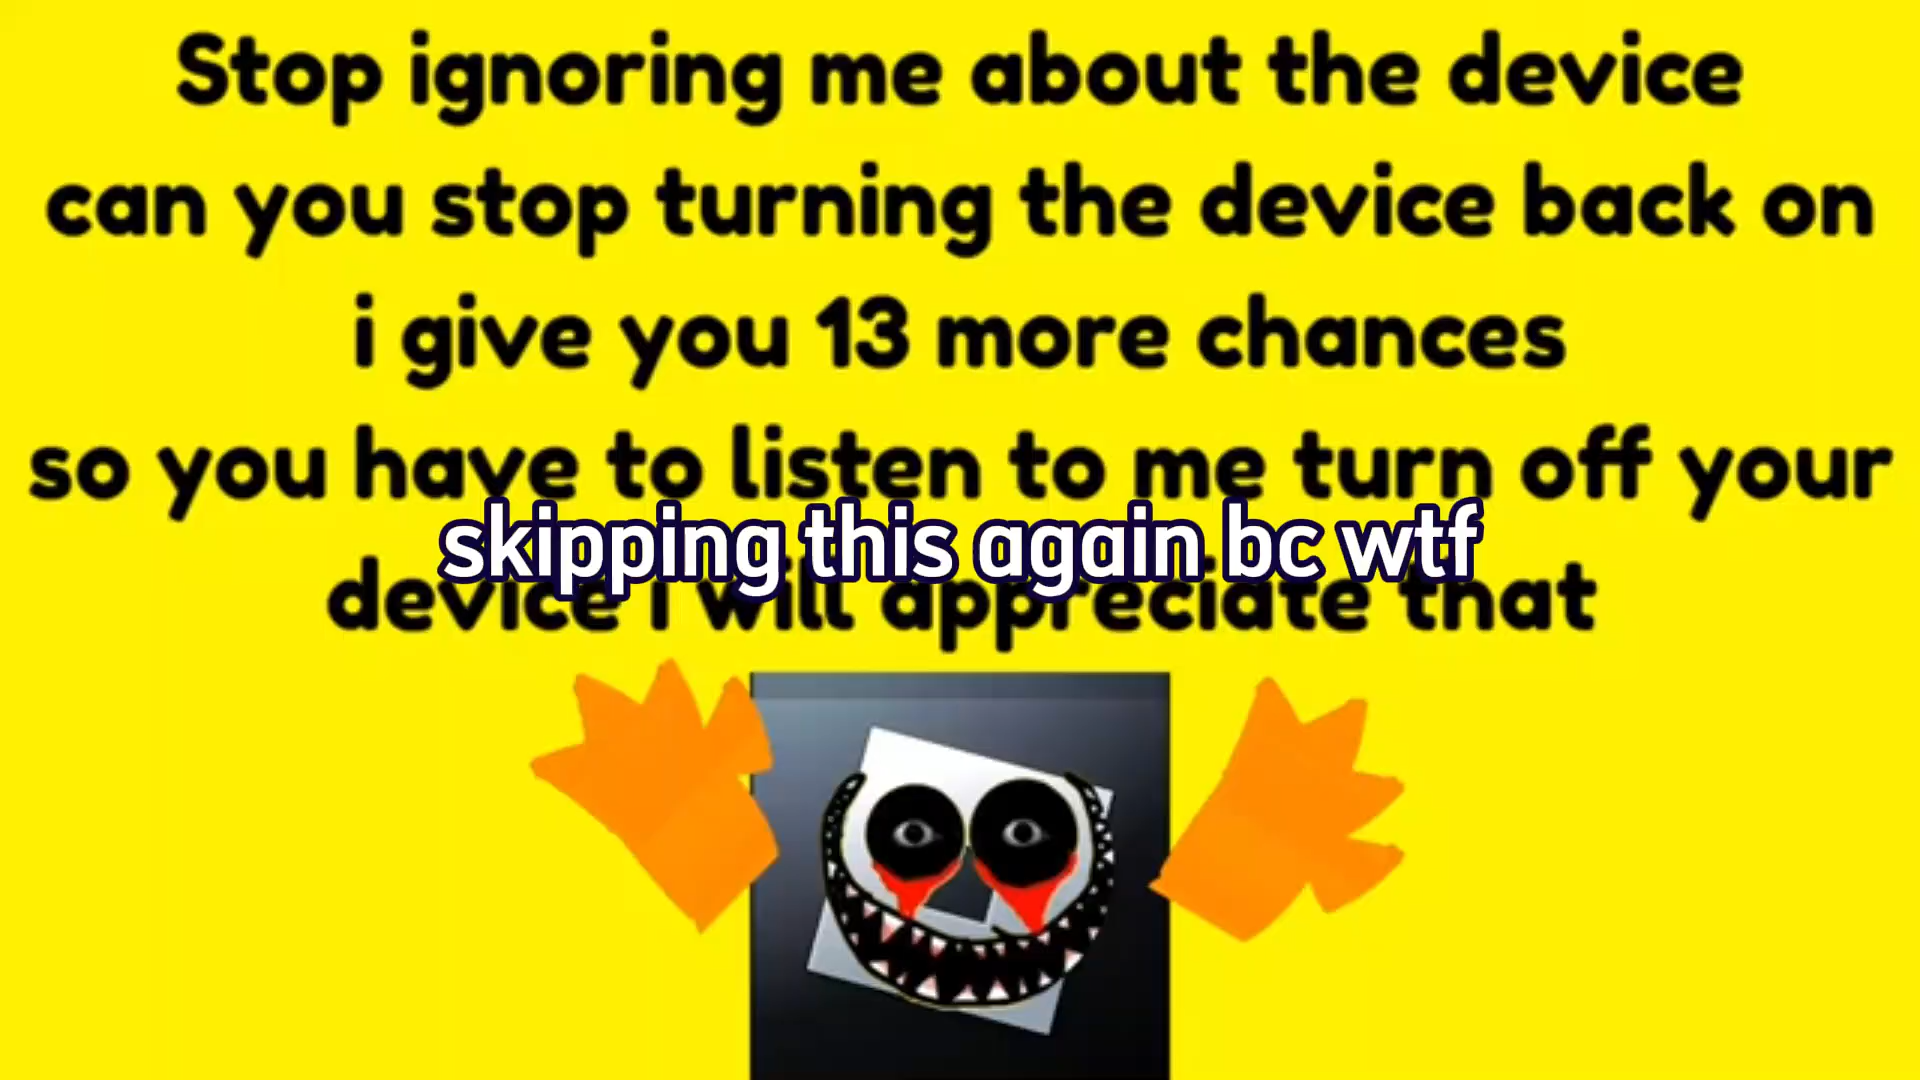 Stop ignoring me about the device
can you stop turning the device back on
i give you 13 more chances
so you have to listen to me turn off your
skipping this again bc wtf
device i will appreciate that